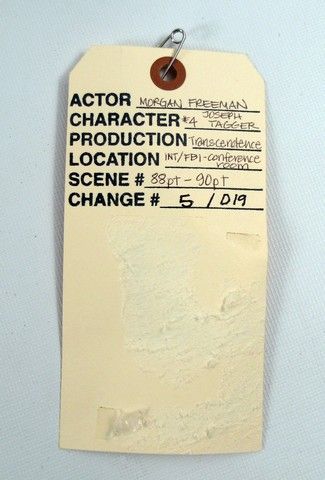 ACTOR MORGAN FREEMAN
CHARACTER #4 JOSEPH TAGGER
PRODUCTION Transcendence
LOCATION INT/FBI-conference room
SCENE # 88pt - 90pt
CHANGE # 5 / D19